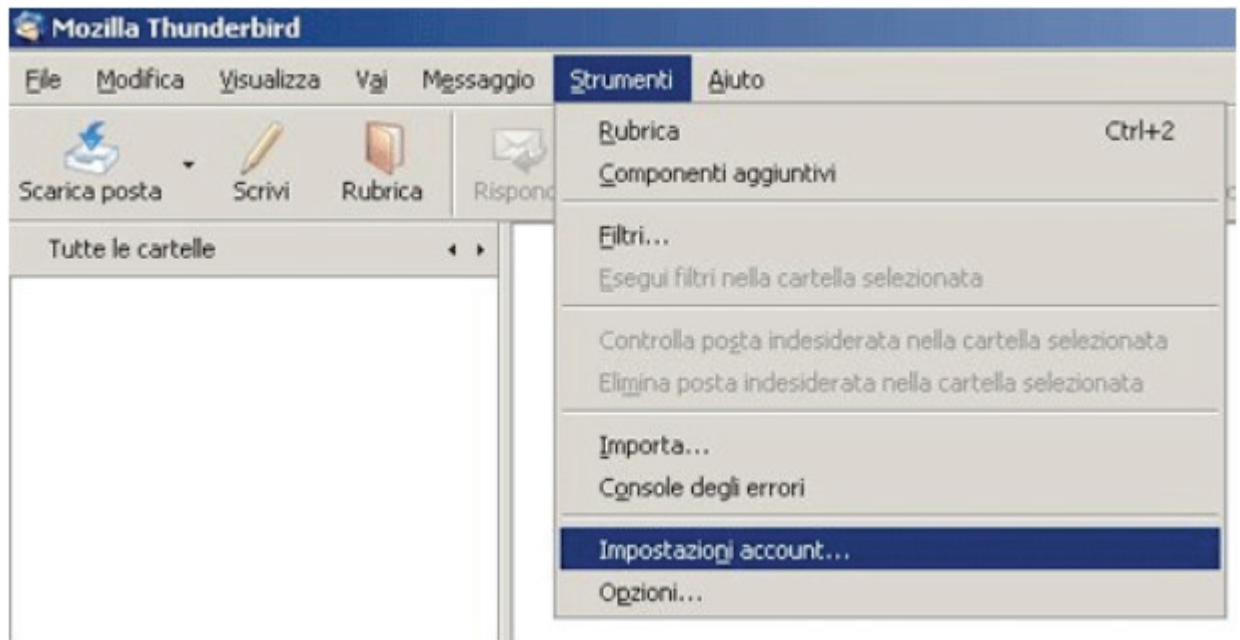 Mozilla Thunderbird
File Modifica Visualizza Vai Messaggio Strumenti Aiuto
Scarica posta Scrivi Rubrica
Tutte le cartelle
Rubrica Ctrl+2
Componenti aggiuntivi
Filtri...
Esegui filtri nella cartella selezionata
Controlla posta indesiderata nella cartella selezionata
Elimina posta indesiderata nella cartella selezionata
Importa...
Console degli errori
Impostazioni account...
Opzioni...